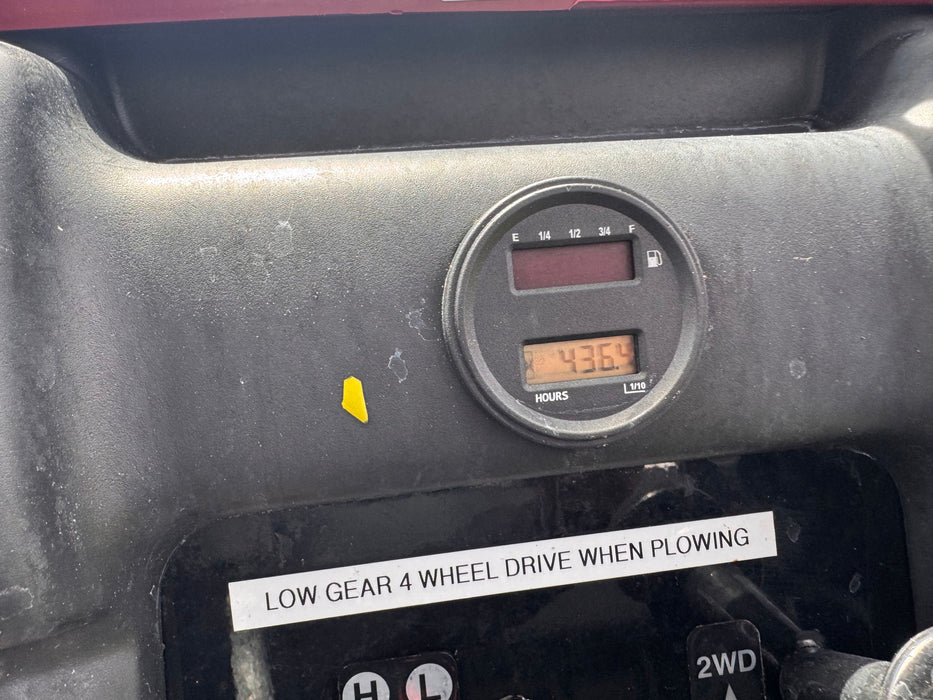 E 1/4 1/2 3/4 F
436.4
HOURS 1/10
LOW GEAR 4 WHEEL DRIVE WHEN PLOWING
H L
2WD